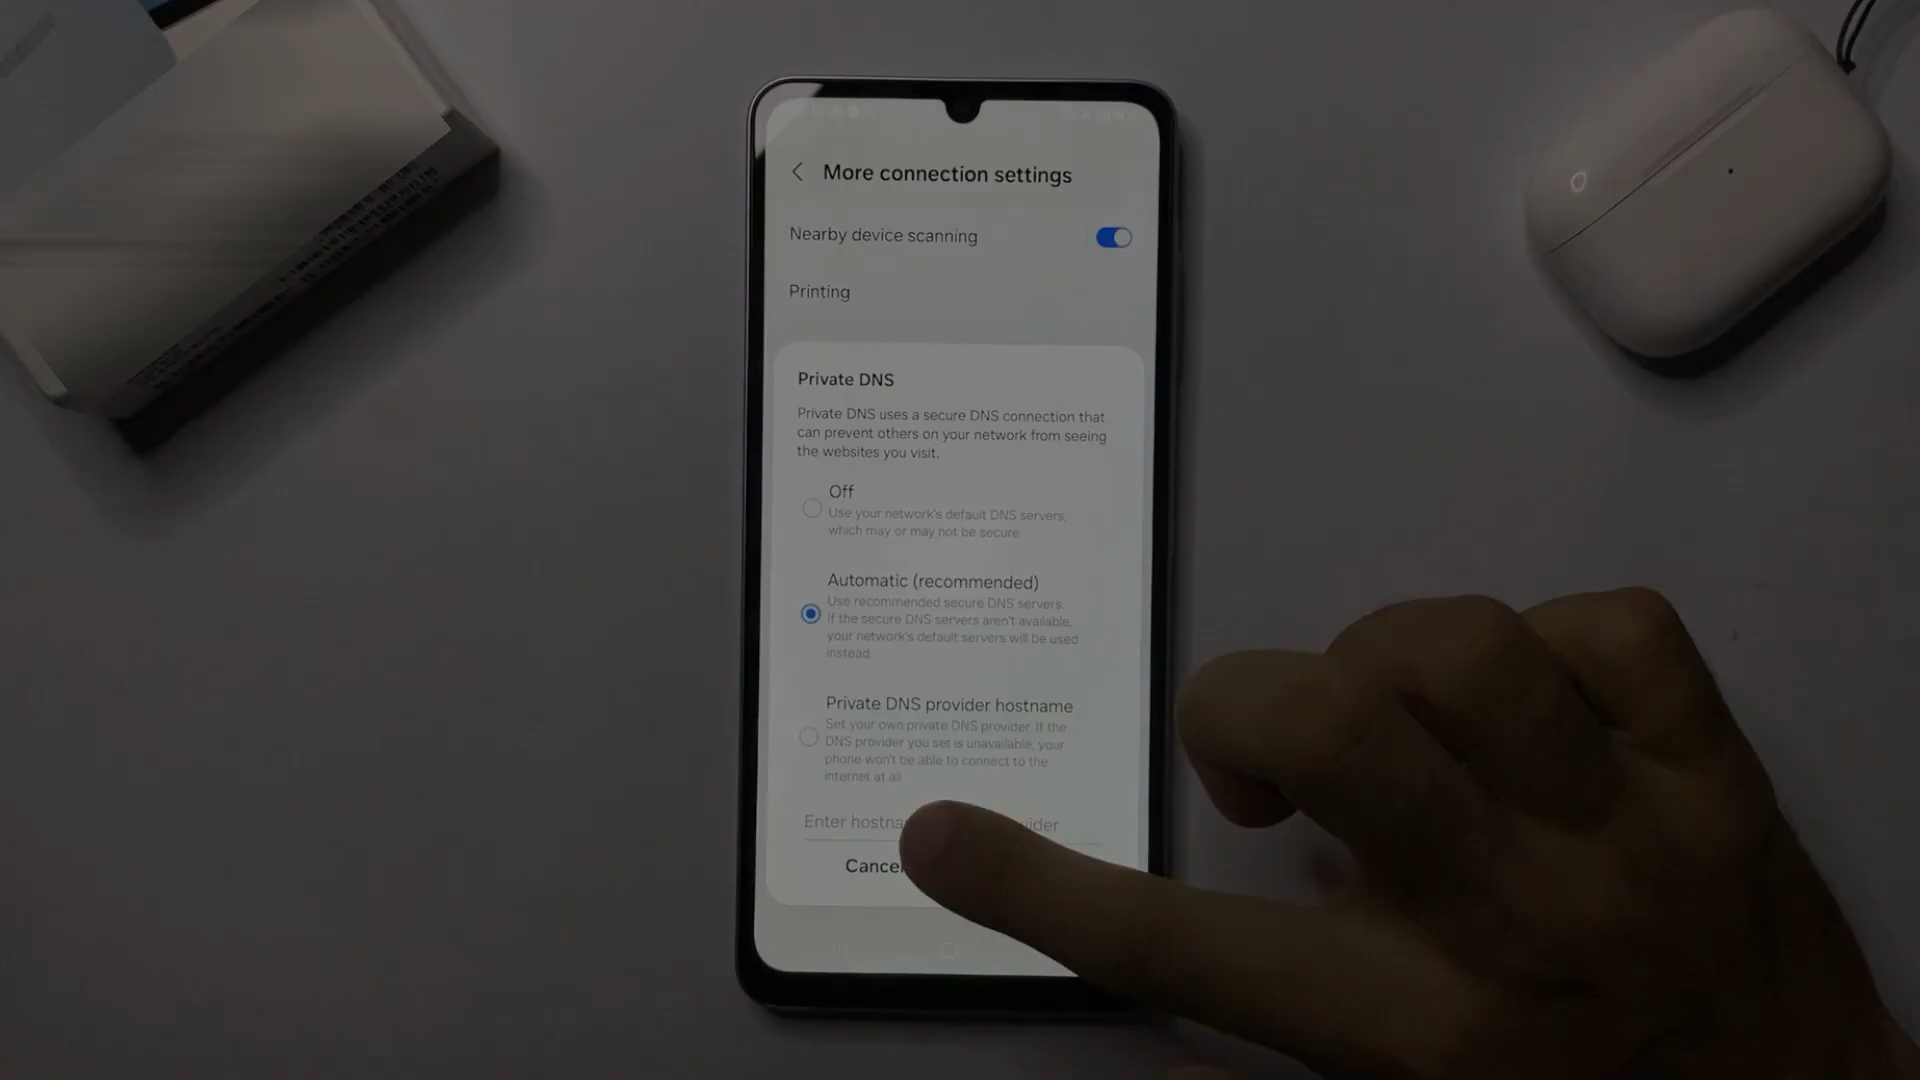 More connection settings
Nearby device scanning
Printing
Private DNS
Private DNS uses a secure DNS connection that
can prevent others on your network from seeing
the websites you visit.
Off
Use your network's default DNS servers,
which may or may not be secure
Automatic (recommended)
Use recommended secure DNS servers.
If the secure DNS servers aren't available,
your network's default servers will be used
instead
Private DNS provider hostname
Set your own private DNS provider. If the
DNS provider you set is unavailable, your
phone won't be able to connect to the
internet at all
Enter